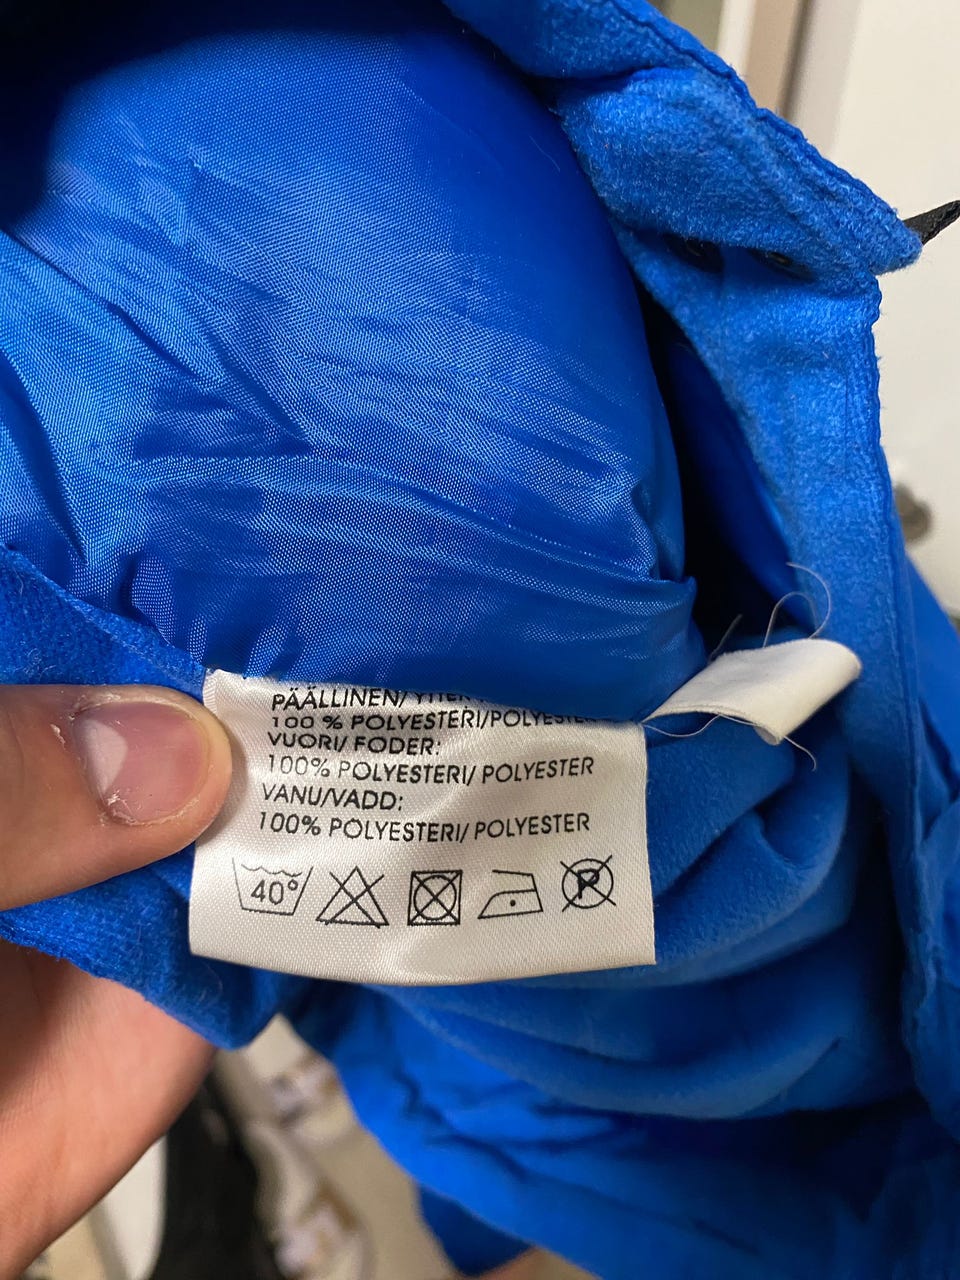 PÄÄLLINEN/
100 % POLYESTERI/POLYESTER
VUORI/ FODER:
100% POLYESTERI/ POLYESTER
VANU/VADD:
100% POLYESTERI/ POLYESTER
40° P